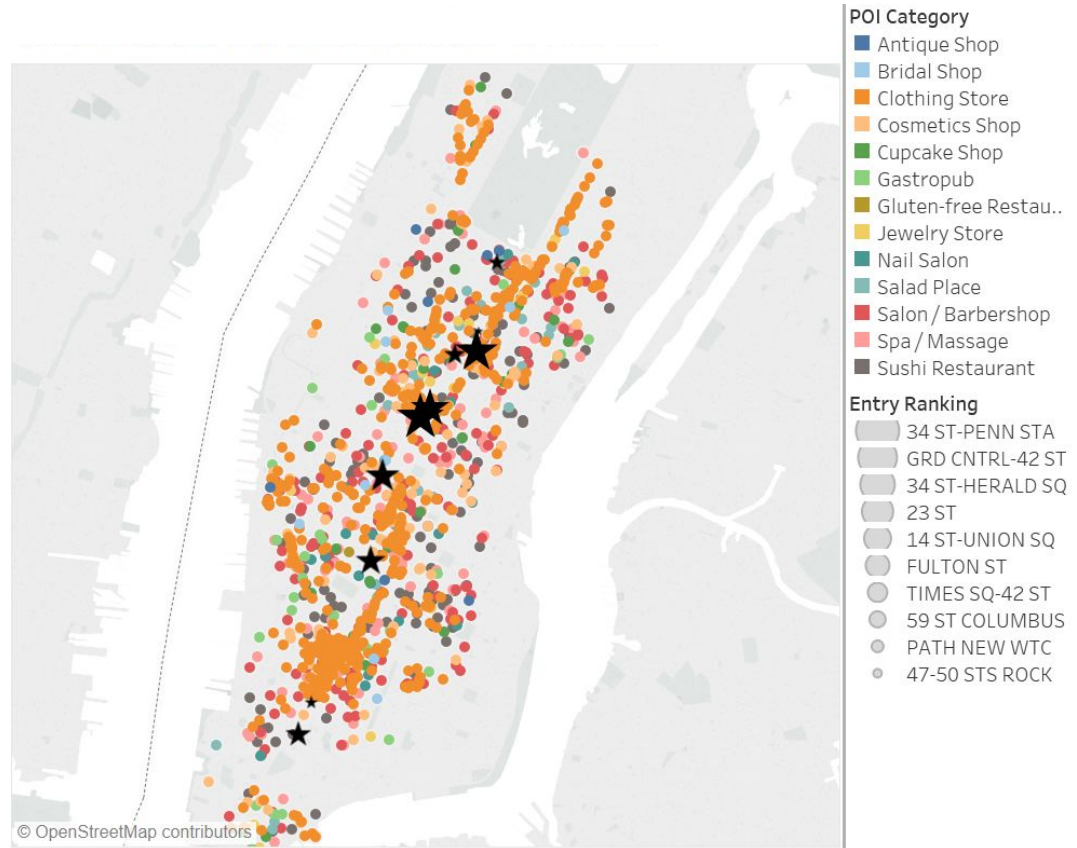 POI Category
Antique Shop
Bridal Shop
Clothing Store
Cosmetics Shop
Cupcake Shop
Gastropub
Gluten-free Restau..
Jewelry Store
Nail Salon
Salad Place
Salon / Barbershop
Spa / Massage
Sushi Restaurant
Entry Ranking
34 ST-PENN STA
GRD CNTRL-42 ST
34 ST-HERALD SQ
23 ST
14 ST-UNION SQ
FULTON ST
TIMES SQ-42 ST
59 ST COLUMBUS
PATH NEW WTC
47-50 STS ROCK
© OpenStreetMap contributors